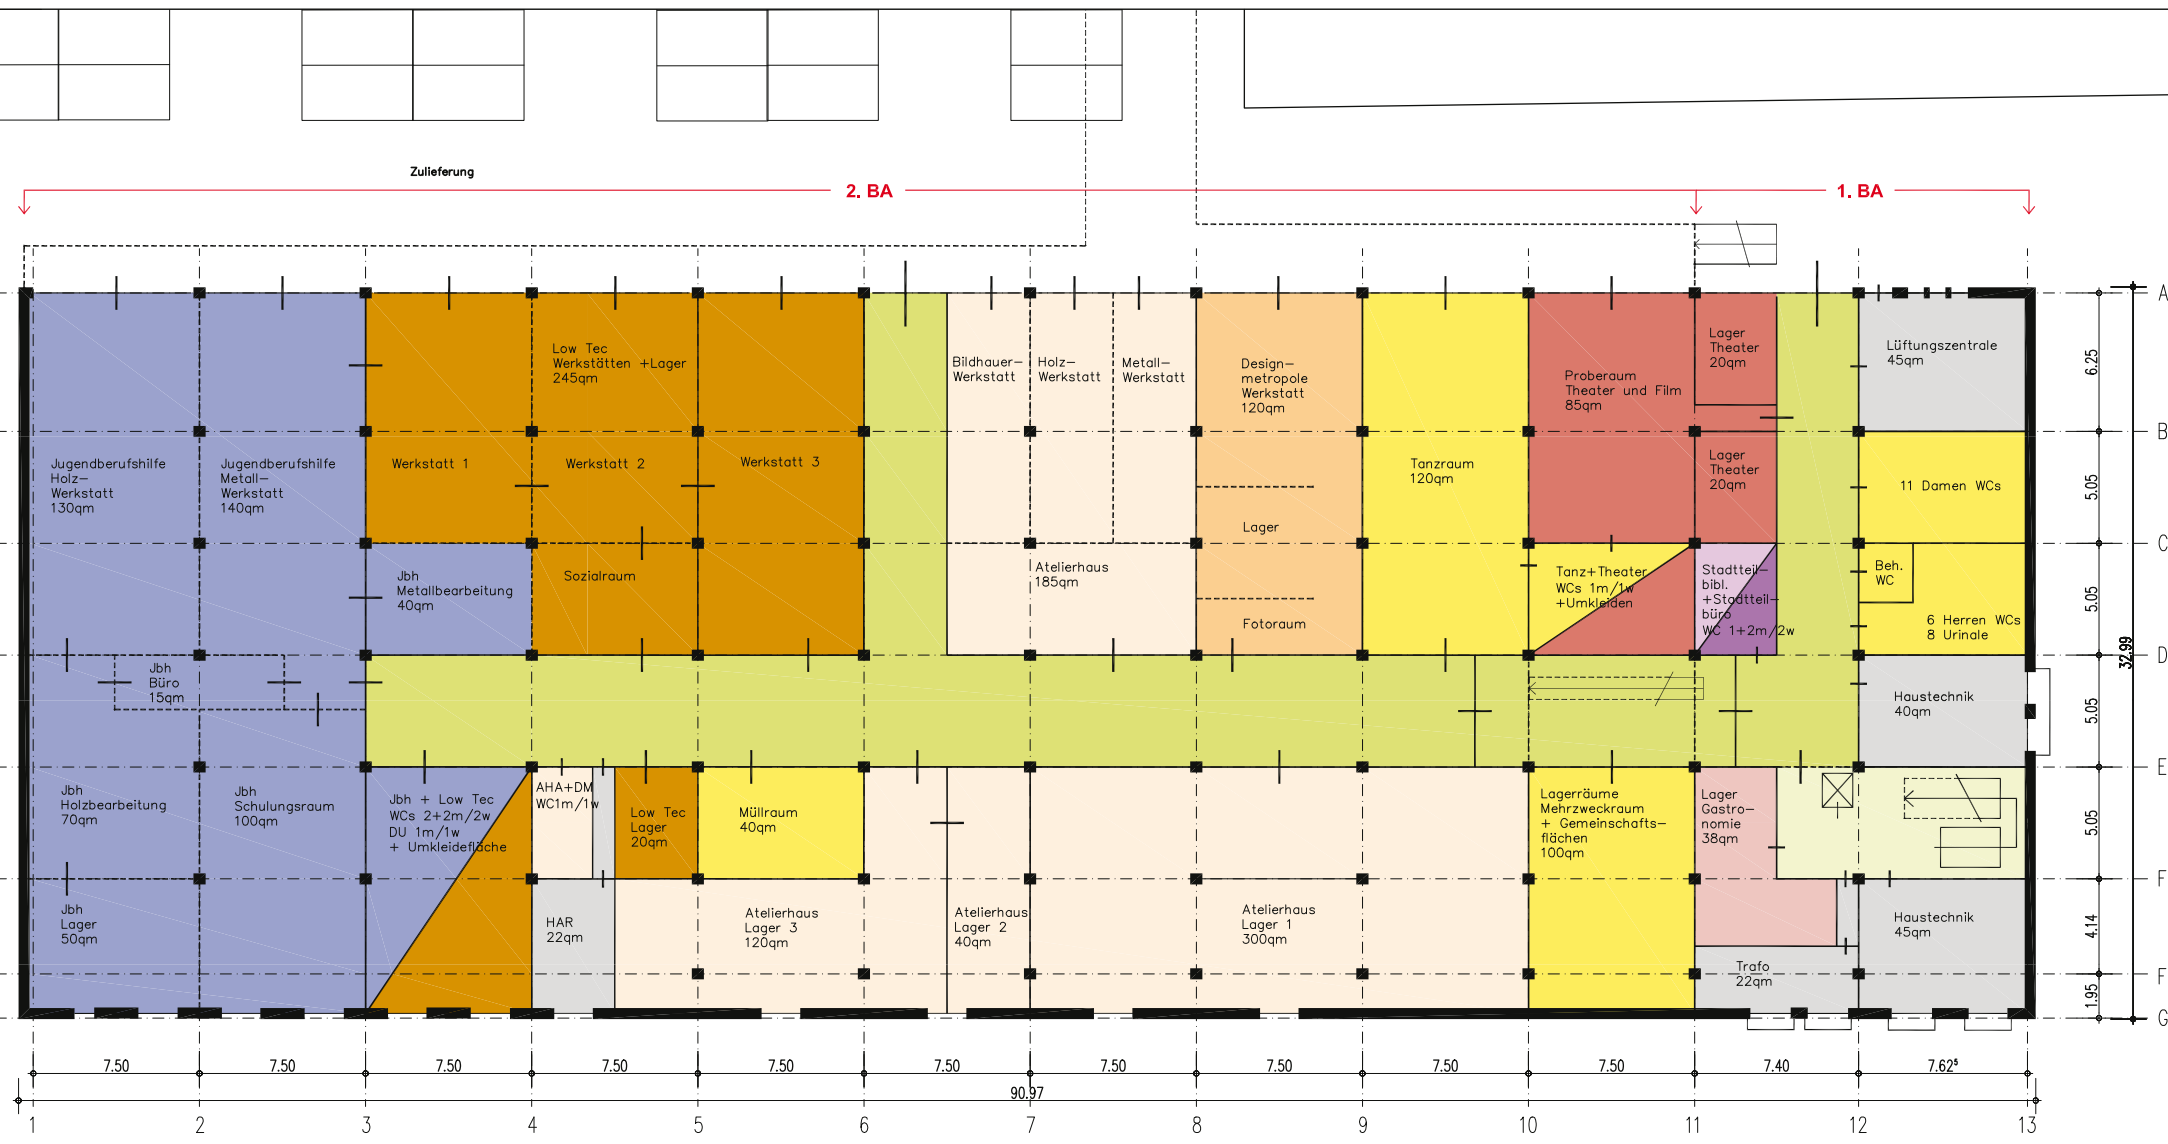 Zulieferung
2. BA
1. BA
Low Tec
Werkstätten +Lager
245qm
Bildhauer-
Werkstatt
Holz-
Werkstatt
Metall-
Werkstatt
Design-
metropole
Werkstatt
120qm
Proberaum
Theater und Film
85qm
Lager
Theater
20qm
Lüftungszentrale
45qm
Jugendberufshilfe
Holz-
Werkstatt
130qm
Jugendberufshilfe
Metall-
Werkstatt
140qm
Werkstatt 1
Werkstatt 2
Werkstatt 3
Lager
Tanzraum
120qm
Lager
Theater
20qm
11 Damen WCs
Jbh
Metallbearbeitung
40qm
Sozialraum
Atelierhaus
185qm
Fotoraum
Tanz+Theater
WCs 1m/1w
+Umkleiden
Stadtteil-
bibl.
+Stadtteil-
büro
WC 1+2m/2w
Beh.
WC
6 Herren WCs
8 Urinale
Jbh
Büro
15qm
Haustechnik
40qm
Jbh
Holzbearbeitung
70qm
Jbh
Schulungsraum
100qm
Jbh + Low Tec
WCs 2+2m/2w
DU 1m/1w
+ Umkleidefläche
AHA+DM
WC1m/1w
Low Tec
Lager
20qm
Müllraum
40qm
Lagerräume
Mehrzweckraum
+ Gemeinschafts-
flächen
100qm
Lager
Gastro-
nomie
38qm
Jbh
Lager
50qm
HAR
22qm
Atelierhaus
Lager 3
120qm
Atelierhaus
Lager 2
40qm
Atelierhaus
Lager 1
300qm
Haustechnik
45qm
Trafo
22qm
A
6.25
B
5.05
C
5.05
32.99
D
5.05
E
5.05
F
4.14
F
1.95
G
7.50 7.50 7.50 7.50 7.50 7.50 7.50 7.50 7.50 7.50 7.40 7.62⁵
90.97
1 2 3 4 5 6 7 8 9 10 11 12 13